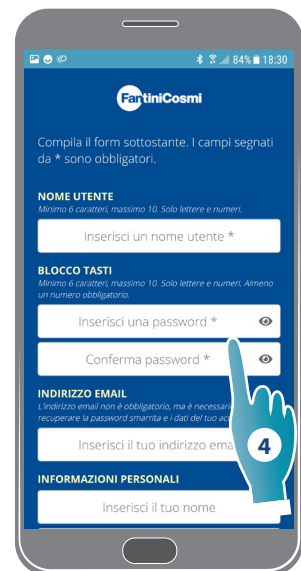 84% 18:30
FantiniCosmi
Compila il form sottostante. I campi segnati
da * sono obbligatori.
NOME UTENTE
Minimo 6 caratteri, massimo 10. Solo lettere e numeri.
Inserisci un nome utente *
BLOCCO TASTI
Minimo 6 caratteri, massimo 10. Solo lettere e numeri. Almeno
un numero obbligatorio.
Inserisci una password *
Conferma password *
INDIRIZZO EMAIL
L'indirizzo email non è obbligatorio, ma è necessario
recuperare la password smarrita e i dati del tuo
Inserisci il tuo indirizzo
4
INFORMAZIONI PERSONALI
Inserisci il tuo nome